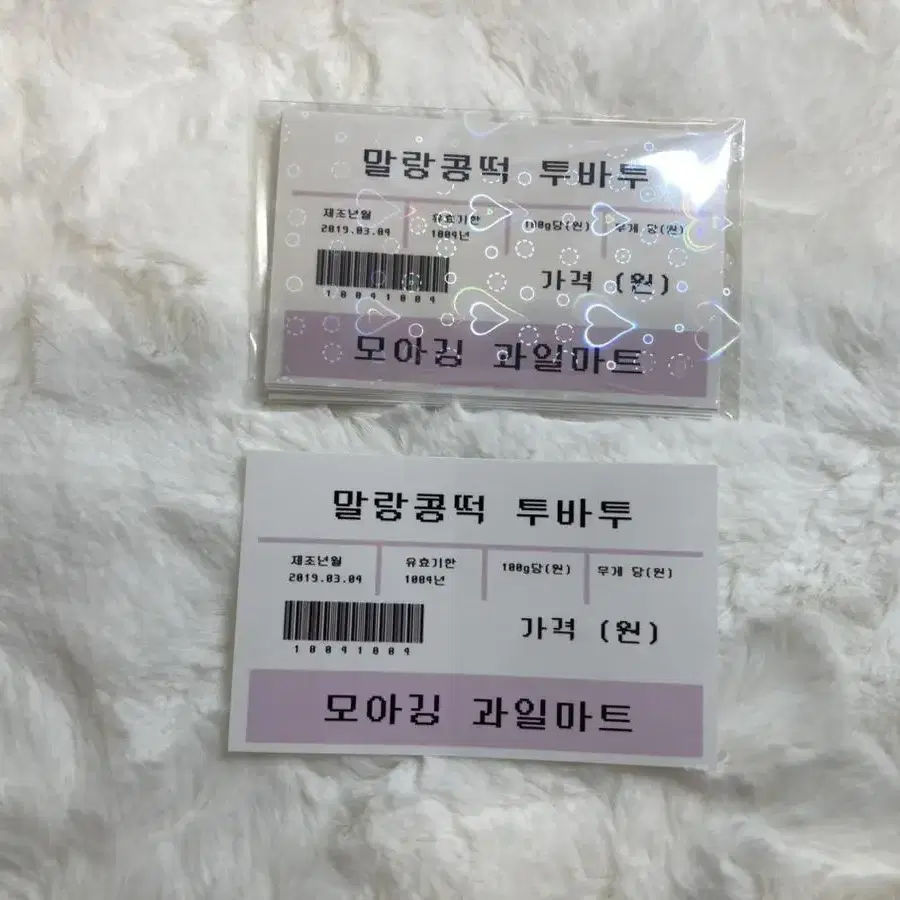 말랑콩떡 투바투
제조년월 유효기한 100g당(원) 무게 당(원)
2019.03.04 1004년
가격 (원)
10041004
모아깅 과일마트
말랑콩떡 투바투
제조년월 유효기한 100g당(원) 무게 당(원)
2019.03.04 1004년
가격 (원)
10041004
모아깅 과일마트